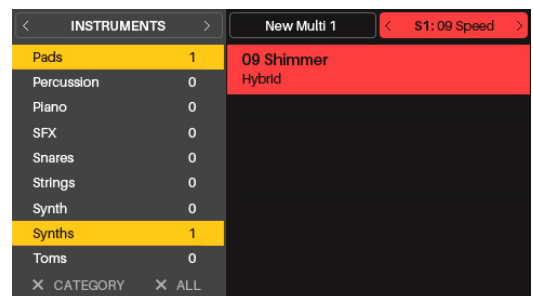 < INSTRUMENTS >
New Multi 1
< S1: 09 Speed >
Pads 1
Percussion 0
Piano 0
SFX 0
Snares 0
Strings 0
Synth 0
Synths 1
Toms 0
✕ CATEGORY ✕ ALL
09 Shimmer
Hybrid